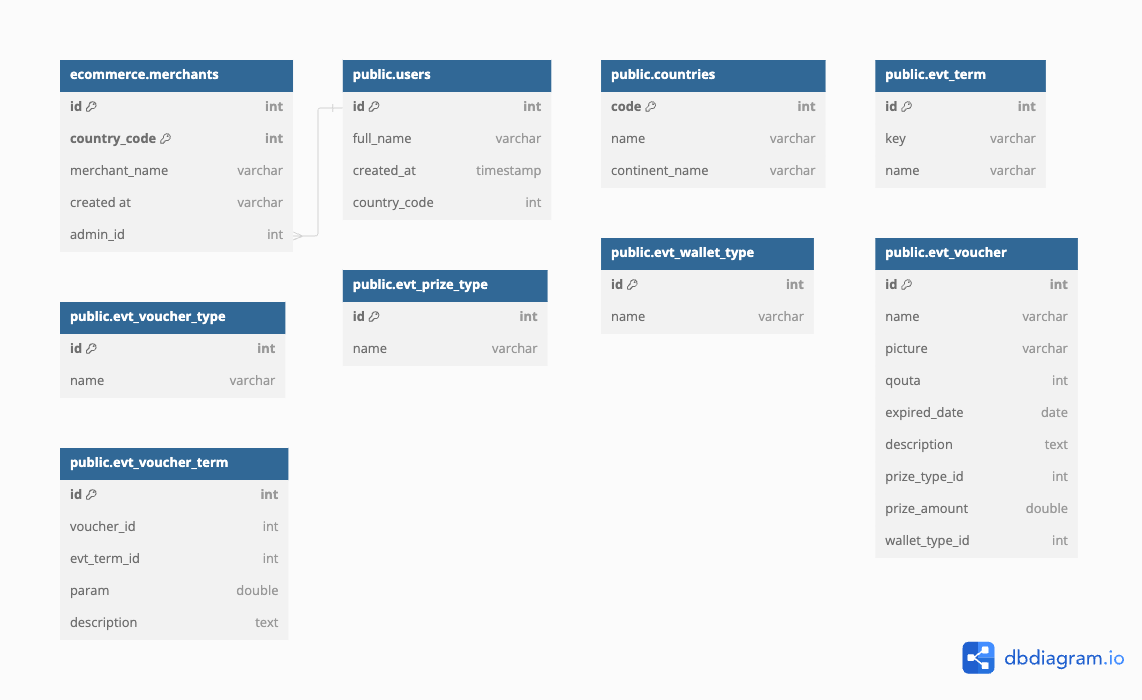 ecommerce.merchants
id int
country_code int
merchant_name varchar
created at varchar
admin_id int
public.users
id int
full_name varchar
created_at timestamp
country_code int
public.countries
code int
name varchar
continent_name varchar
public.evt_term
id int
key varchar
name varchar
public.evt_voucher_type
id int
name varchar
public.evt_prize_type
id int
name varchar
public.evt_wallet_type
id int
name varchar
public.evt_voucher
id int
name varchar
picture varchar
qouta int
expired_date date
description text
prize_type_id int
prize_amount double
wallet_type_id int
public.evt_voucher_term
id int
voucher_id int
evt_term_id int
param double
description text
dbdiagram.io